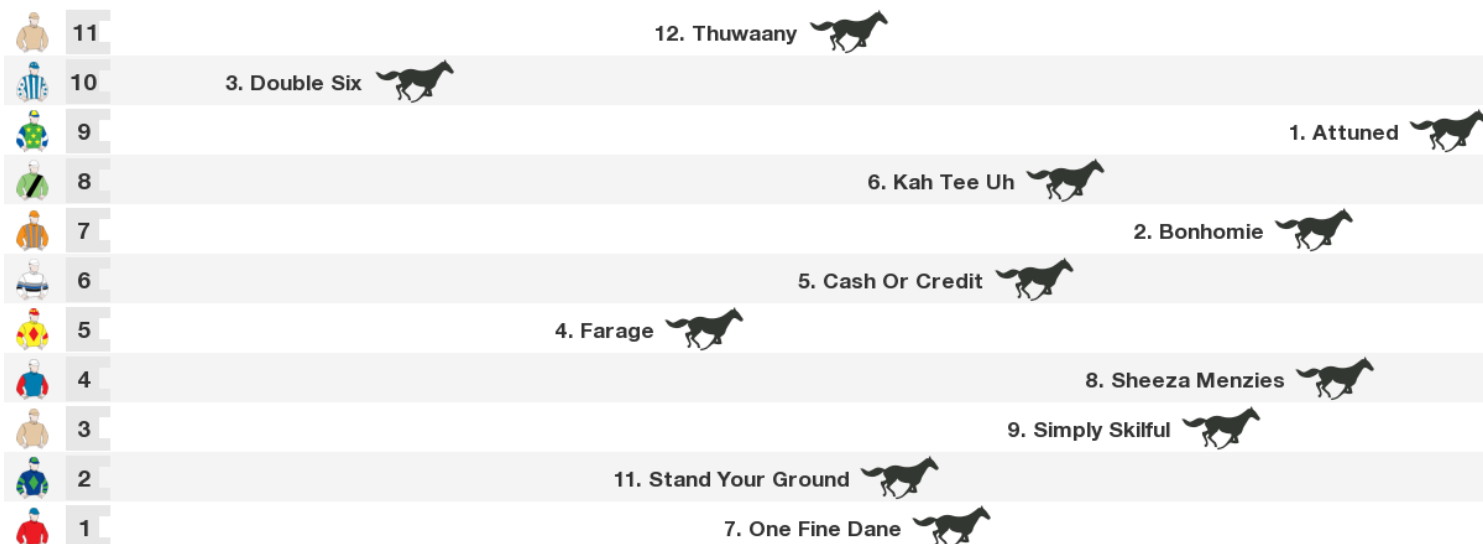 11 12. Thuwaany
10 3. Double Six
9 1. Attuned
8 6. Kah Tee Uh
7 2. Bonhomie
6 5. Cash Or Credit
5 4. Farage
4 8. Sheeza Menzies
3 9. Simply Skilful
2 11. Stand Your Ground
1 7. One Fine Dane